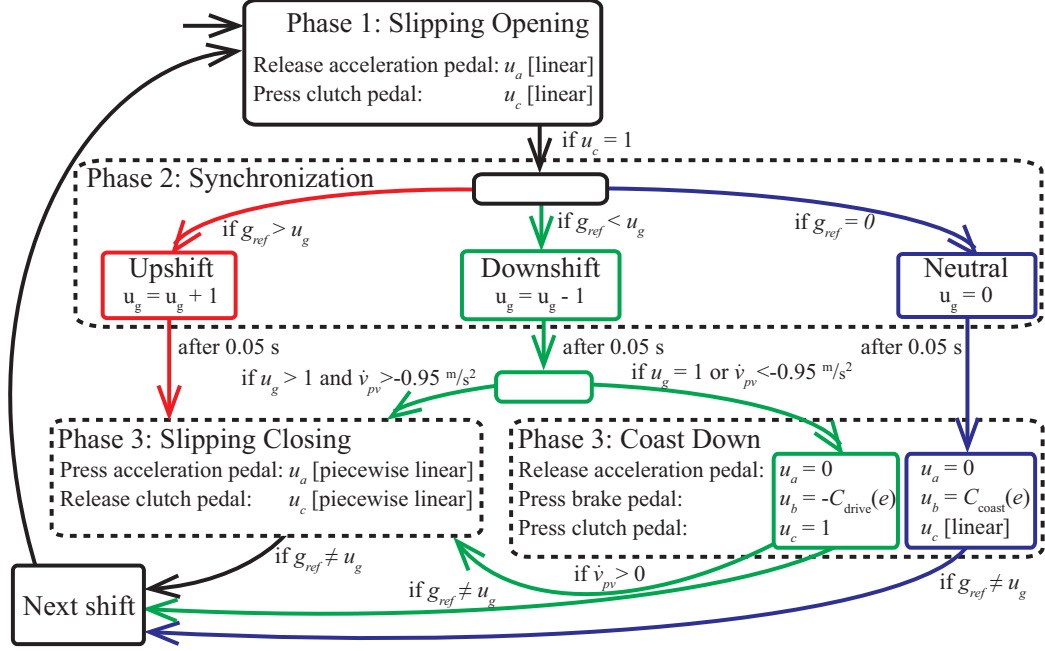 Phase 1: Slipping Opening
Release acceleration pedal: u_a [linear]
Press clutch pedal: u_c [linear]
if u_c = 1
Phase 2: Synchronization
if g_ref > u_g
if g_ref < u_g
if g_ref = 0
Upshift
u_g = u_g + 1
Downshift
u_g = u_g - 1
Neutral
u_g = 0
after 0.05 s
after 0.05 s
after 0.05 s
if u_g > 1 and v̇_pv >-0.95 m/s²
if u_g = 1 or v̇_pv <-0.95 m/s²
Phase 3: Slipping Closing
Press acceleration pedal: u_a [piecewise linear]
Release clutch pedal: u_c [piecewise linear]
Phase 3: Coast Down
Release acceleration pedal: u_a = 0 u_a = 0
Press brake pedal: u_b = -C_drive(e) u_b = C_coast(e)
Press clutch pedal: u_c = 1 u_c [linear]
if g_ref ≠ u_g
if v̇_pv > 0
if g_ref ≠ u_g
if g_ref ≠ u_g
Next shift